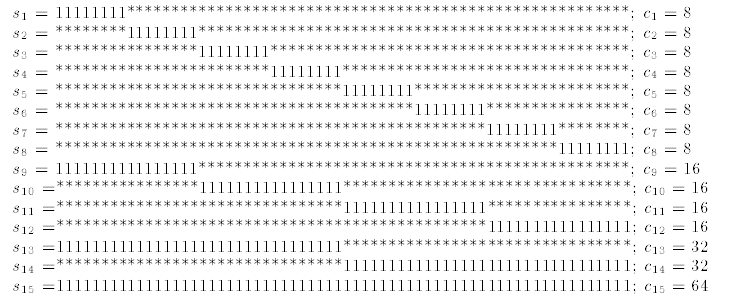 s₁ = 11111111********************************************************; c₁ = 8
s₂ = ********11111111************************************************; c₂ = 8
s₃ = ****************11111111****************************************; c₃ = 8
s₄ = ************************11111111********************************; c₄ = 8
s₅ = ********************************11111111************************; c₅ = 8
s₆ = ****************************************11111111****************; c₆ = 8
s₇ = ************************************************11111111********; c₇ = 8
s₈ = ********************************************************11111111; c₈ = 8
s₉ = 1111111111111111************************************************; c₉ = 16
s₁₀ =****************1111111111111111********************************; c₁₀ = 16
s₁₁ =********************************1111111111111111****************; c₁₁ = 16
s₁₂ =************************************************1111111111111111; c₁₂ = 16
s₁₃ =11111111111111111111111111111111********************************; c₁₃ = 32
s₁₄ =********************************11111111111111111111111111111111; c₁₄ = 32
s₁₅ =1111111111111111111111111111111111111111111111111111111111111111; c₁₅ = 64